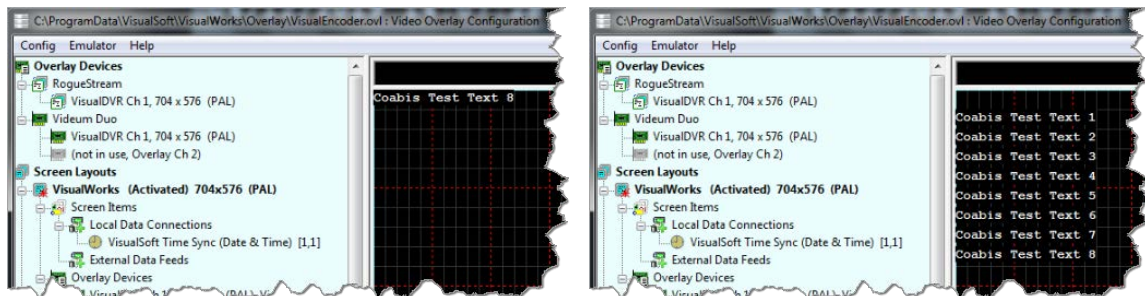 C:\ProgramData\VisualSoft\VisualWorks\Overlay\VisualEncoder.ovl : Video Overlay Configuration
Config Emulator Help
Overlay Devices
RogueStream
VisualDVR Ch 1, 704 x 576 (PAL)
Videum Duo
VisualDVR Ch 1, 704 x 576 (PAL)
(not in use, Overlay Ch 2)
Screen Layouts
VisualWorks (Activated) 704x576 (PAL)
Screen Items
Local Data Connections
VisualSoft Time Sync (Date & Time) [1,1]
External Data Feeds
Overlay Devices
Coabis Test Text 8
C:\ProgramData\VisualSoft\VisualWorks\Overlay\VisualEncoder.ovl : Video Overlay Configuration
Config Emulator Help
Overlay Devices
RogueStream
VisualDVR Ch 1, 704 x 576 (PAL)
Videum Duo
VisualDVR Ch 1, 704 x 576 (PAL)
(not in use, Overlay Ch 2)
Screen Layouts
VisualWorks (Activated) 704x576 (PAL)
Screen Items
Local Data Connections
VisualSoft Time Sync (Date & Time) [1,1]
External Data Feeds
Overlay Devices
Coabis Test Text 1
Coabis Test Text 2
Coabis Test Text 3
Coabis Test Text 4
Coabis Test Text 5
Coabis Test Text 6
Coabis Test Text 7
Coabis Test Text 8